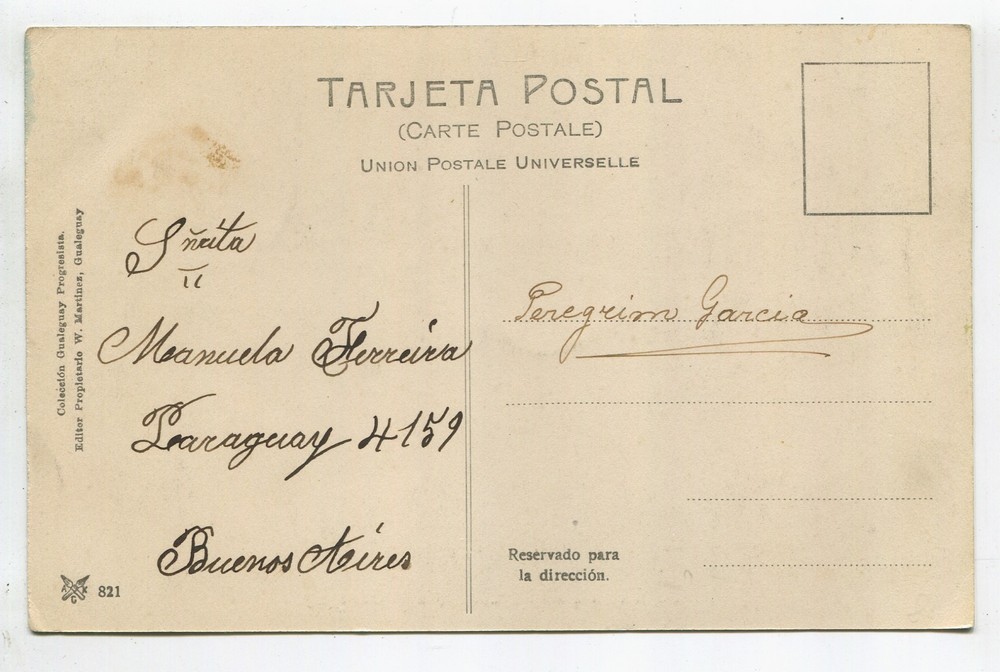 TARJETA POSTAL
(CARTE POSTALE)
UNION POSTALE UNIVERSELLE
Colección Gualeguay Progresista.
Editor Propietario W. Martinez, Gualeguay
Sñrita
Manuela Ferreira
Paraguay 4159
Buenos Aires
821
Peregrim Garcia
Reservado para
la dirección.